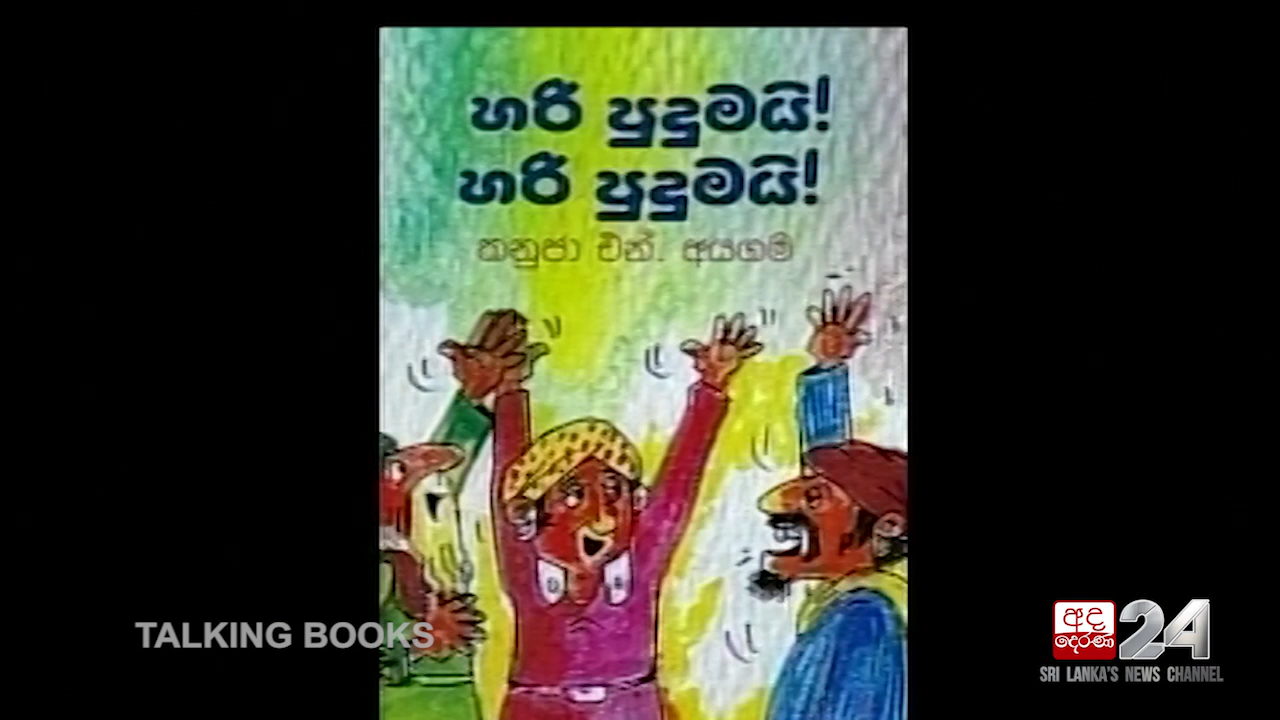 හරි පුදුමයි!
හරි පුදුමයි!
තනුජා එන්. අයගම
TALKING BOOKS
අද
දෙරණ
24
SRI LANKA'S NEWS CHANNEL